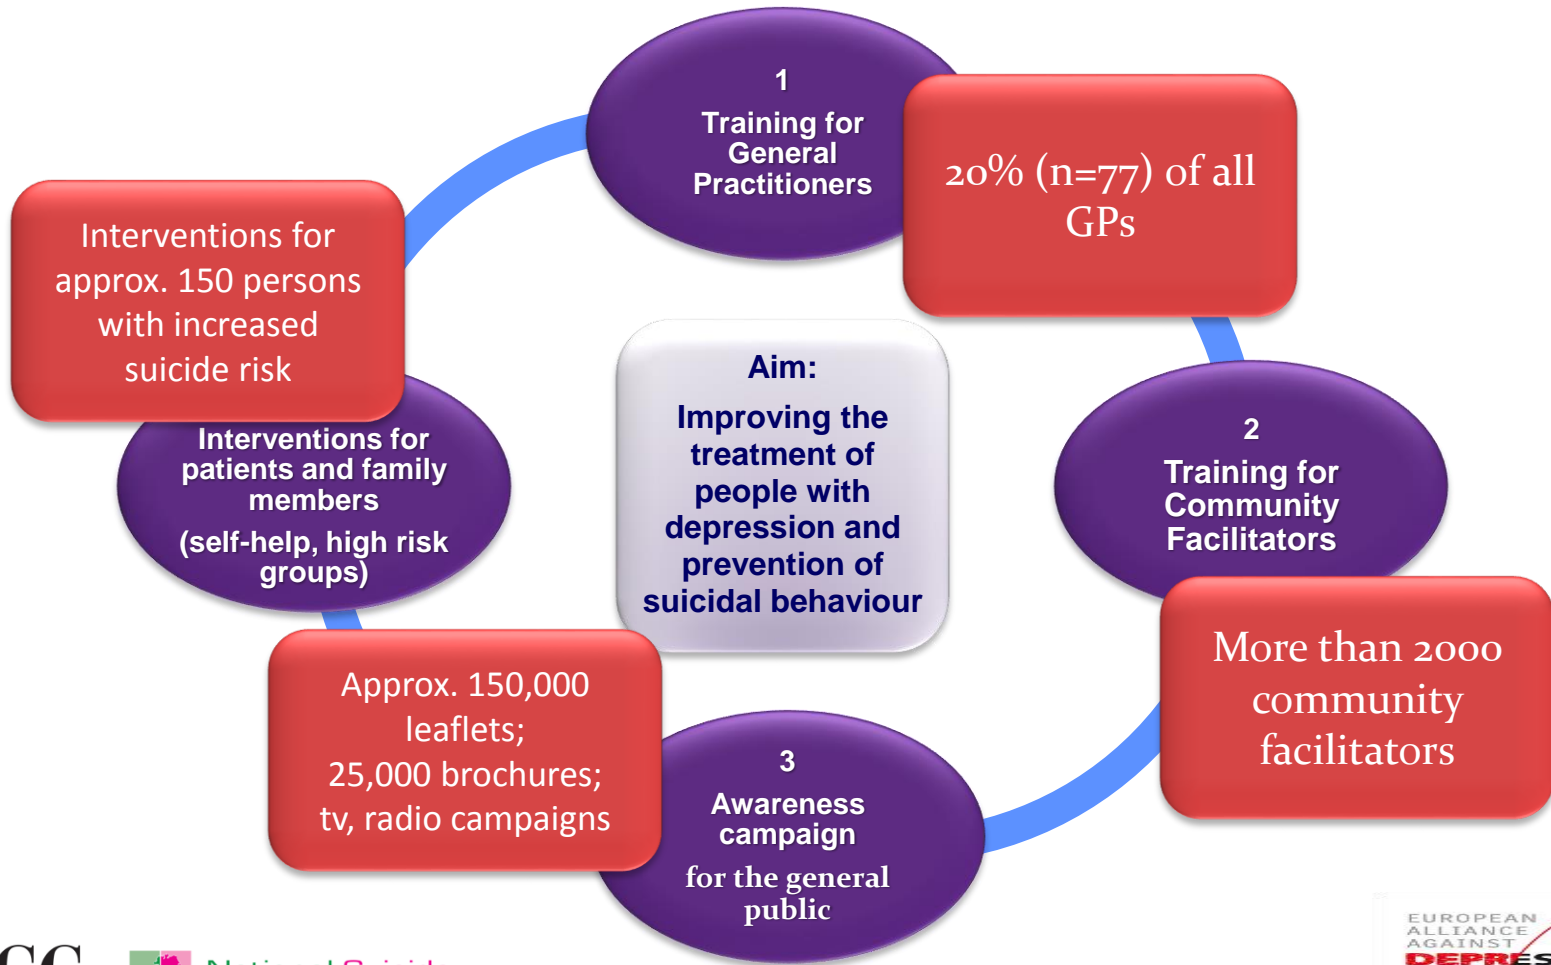 1
Training for
General
Practitioners
20% (n=77) of all
GPs
Interventions for
approx. 150 persons
with increased
suicide risk
Aim:
Improving the
treatment of
people with
depression and
prevention of
suicidal behaviour
2
Training for
Community
Facilitators
Interventions for
patients and family
members
(self-help, high risk
groups)
More than 2000
community
facilitators
Approx. 150,000
leaflets;
25,000 brochures;
tv, radio campaigns
3
Awareness
campaign
for the general
public
EUROPEAN
ALLIANCE
AGAINST